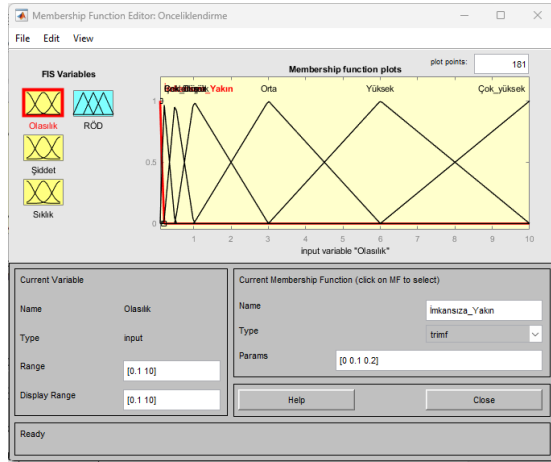 Membership Function Editor: Onceliklendirme
File Edit View
FIS Variables
Olasılık
RÖD
Şiddet
Sıklık
Membership function plots
plot points:
181
Yakın
Orta
Yüksek
Çok_yüksek
1
0.5
0
1 2 3 4 5 6 7 8 9 10
input variable "Olasılık"
Current Variable
Name Olasılık
Type input
Range [0.1 10]
Display Range [0.1 10]
Current Membership Function (click on MF to select)
Name İmkansıza_Yakın
Type trimf
Params [0 0.1 0.2]
Help
Close
Ready